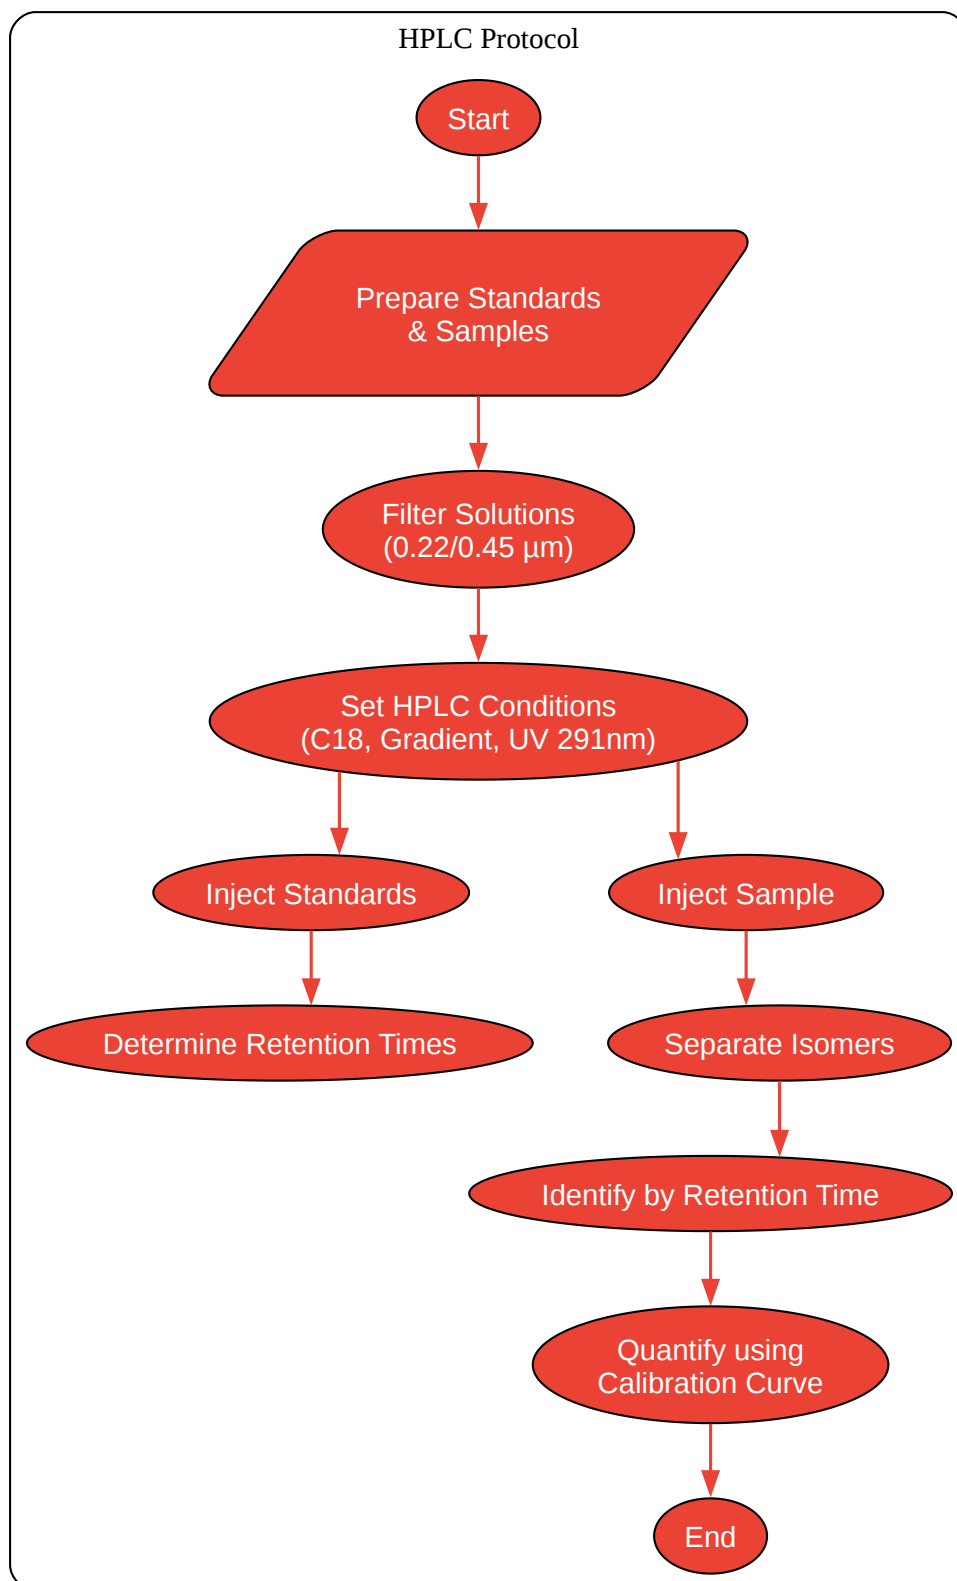 HPLC Protocol
Start
Prepare Standards
& Samples
Filter Solutions
(0.22/0.45 µm)
Set HPLC Conditions
(C18, Gradient, UV 291nm)
Inject Standards
Inject Sample
Determine Retention Times
Separate Isomers
Identify by Retention Time
Quantify using
Calibration Curve
End